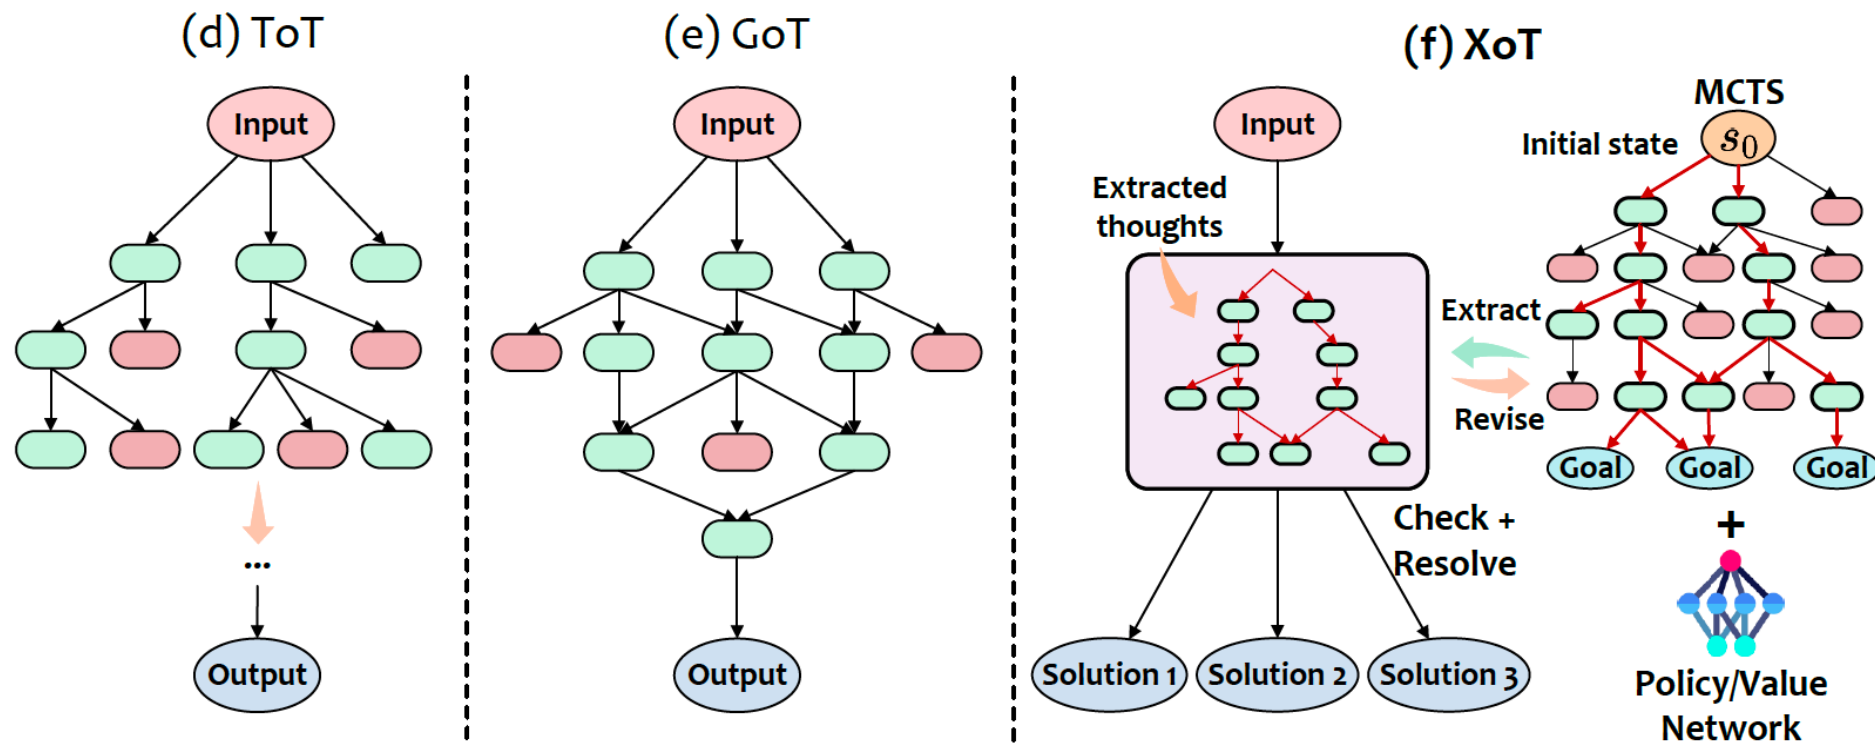 (d) ToT
Input
...
Output
(e) GoT
Input
Output
(f) XoT
Input
Extracted
thoughts
Check +
Resolve
Solution 1
Solution 2
Solution 3
Extract
Revise
MCTS
Initial state
s₀
Goal
Goal
Goal
+
Policy/Value
Network